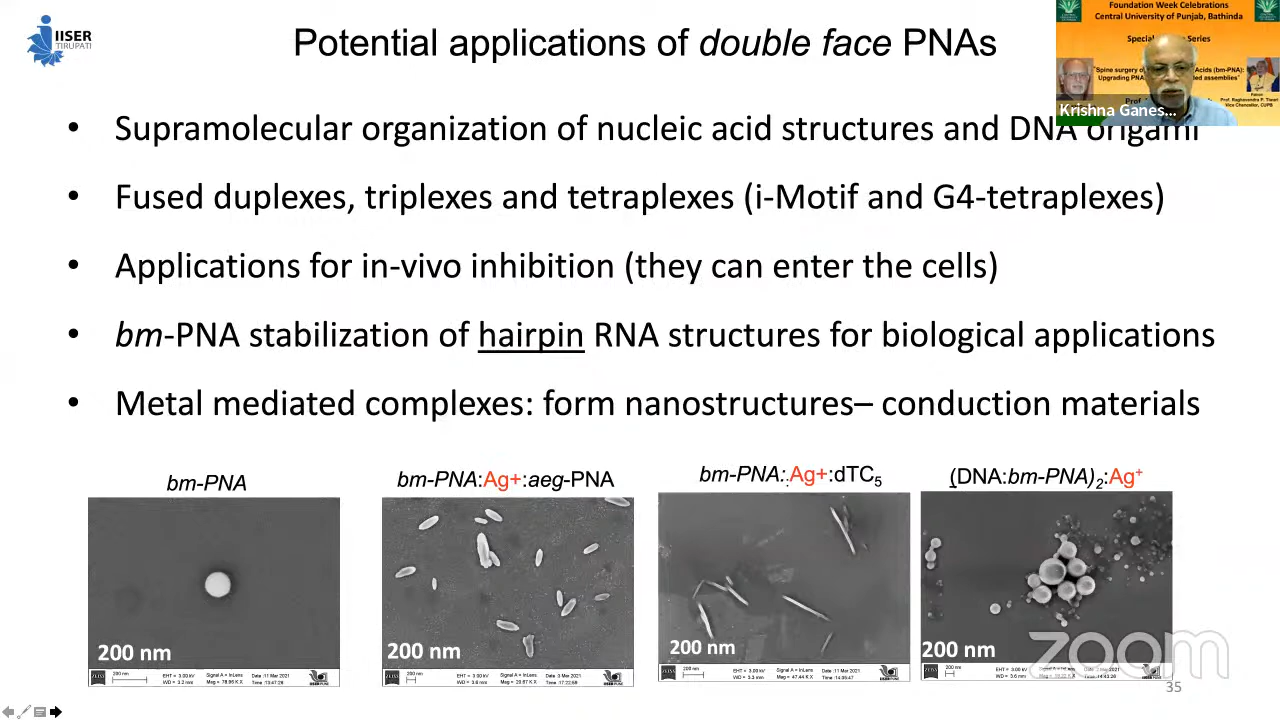 IISER
TIRUPATI
Potential applications of double face PNAs
Foundation Week Celebrations
Central University of Punjab, Bathinda
Krishna Ganes...
• Supramolecular organization of nucleic acid structures and DNA origami
• Fused duplexes, triplexes and tetraplexes (i-Motif and G4-tetraplexes)
• Applications for in-vivo inhibition (they can enter the cells)
• bm-PNA stabilization of hairpin RNA structures for biological applications
• Metal mediated complexes: form nanostructures– conduction materials
bm-PNA
bm-PNA:Ag+:aeg-PNA
bm-PNA:Ag+:dTC5
(DNA:bm-PNA)2:Ag+
200 nm
200 nm
200 nm
200 nm
zoom
35